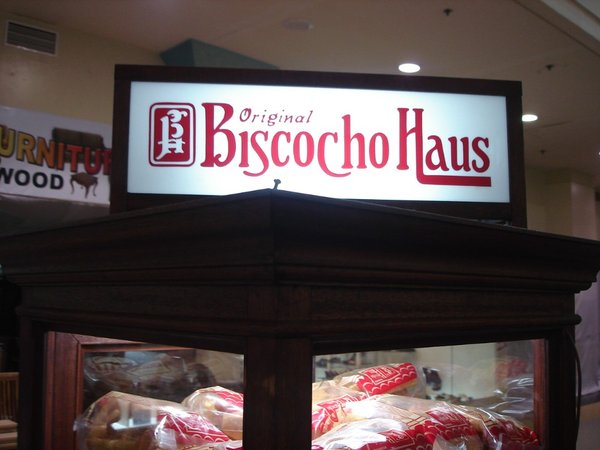 Original
Biscocho Haus
BH
URNITU
WOOD